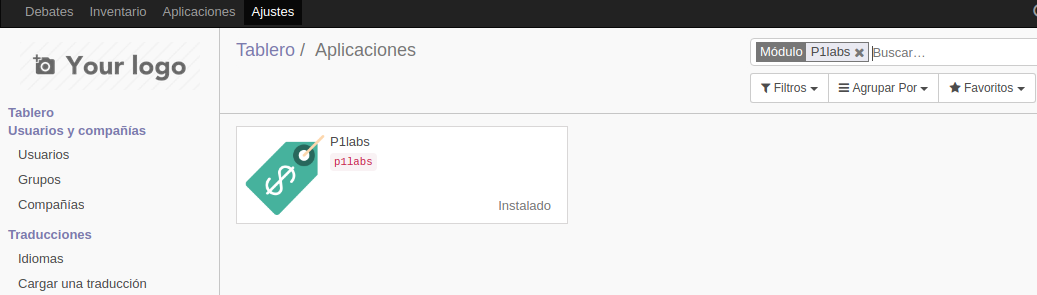 Debates Inventario Aplicaciones Ajustes
Your logo
Tablero / Aplicaciones
Módulo P1labs Buscar...
Filtros Agrupar Por Favoritos
Tablero
Usuarios y compañías
Usuarios
Grupos
Compañías
Traducciones
Idiomas
Cargar una traducción
P1labs
p1labs
Instalado